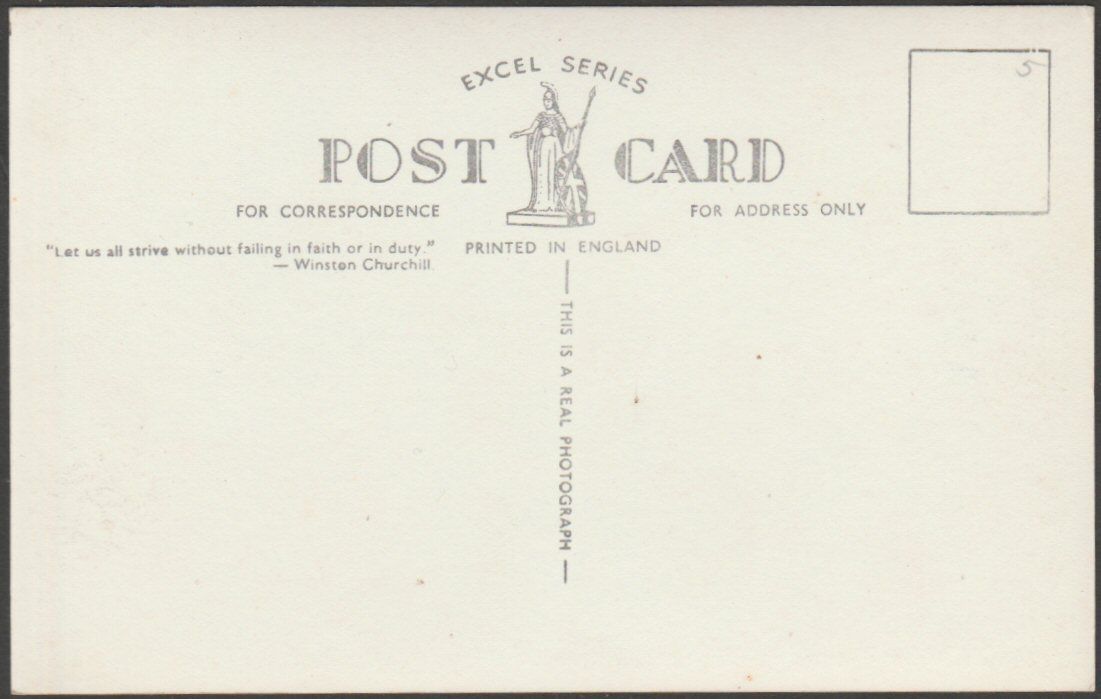 EXCEL SERIES
POST CARD
FOR CORRESPONDENCE
FOR ADDRESS ONLY
"Let us all strive without failing in faith or in duty."
— Winston Churchill.
PRINTED IN ENGLAND
— THIS IS A REAL PHOTOGRAPH —
5